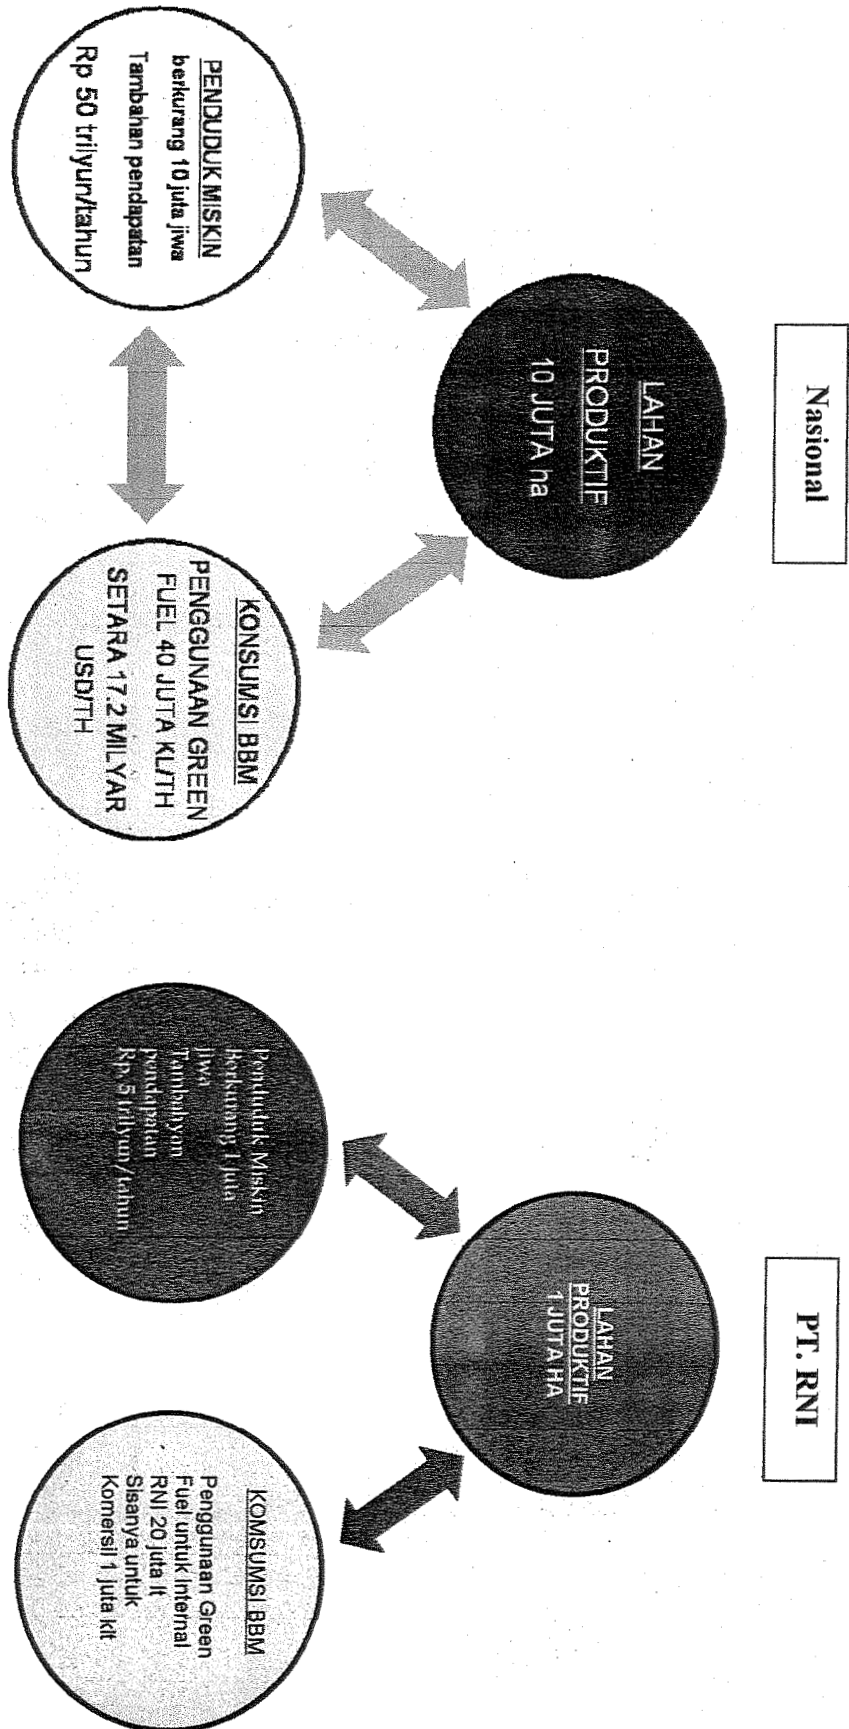 Nasional
LAHAN
PRODUKTIF
10 JUTA ha
PENDUDUK MISKIN
berkurang 10 juta jiwa
Tambahan pendapatan
Rp 50 trilyun/tahun
KONSUMSI BBM
PENGGUNAAN GREEN
FUEL 40 JUTA KL/TH
SETARA 17.2 MILYAR
USD/TH
PT. RNI
LAHAN
PRODUKTIF
1 JUTA HA
Penduduk Miskin
Berkurang 1 juta
jiwa
Tambahyan
pendapatan
Rp. 5 trilyun/tahun
KOMSUMSI BBM
Penggunaan Green
Fuel untuk Internal
RNI 20 juta lt
Sisanya untuk
Komersil 1 juta klt